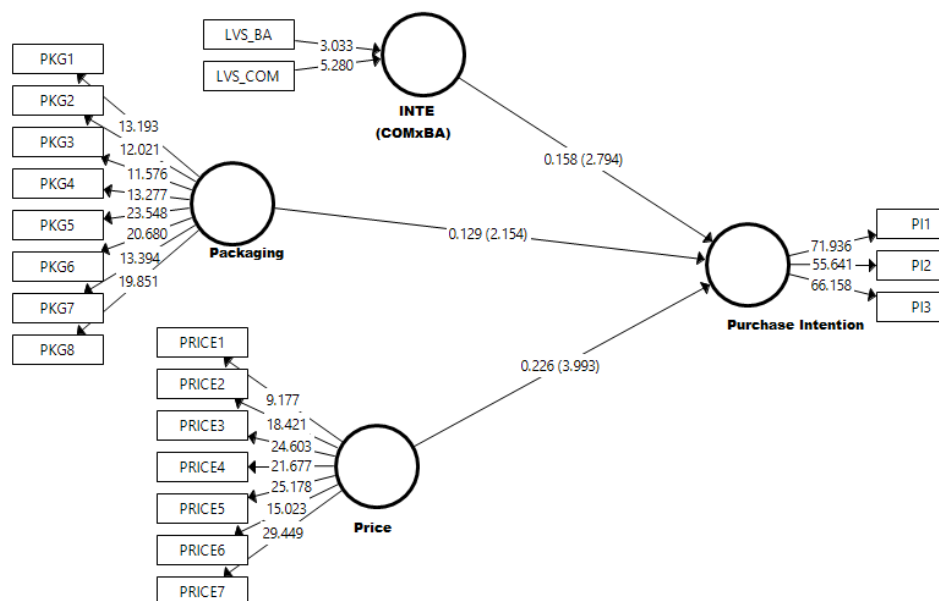 LVS_BA
3.033
LVS_COM
5.280
INTE
(COMxBA)
0.158 (2.794)
PKG1
PKG2
PKG3
PKG4
PKG5
PKG6
PKG7
PKG8
13.193
12.021
11.576
13.277
23.548
20.680
13.394
19.851
Packaging
0.129 (2.154)
PI1
PI2
PI3
71.936
55.641
66.158
Purchase Intention
PRICE1
PRICE2
PRICE3
PRICE4
PRICE5
PRICE6
PRICE7
9.177
18.421
24.603
21.677
25.178
15.023
29.449
Price
0.226 (3.993)